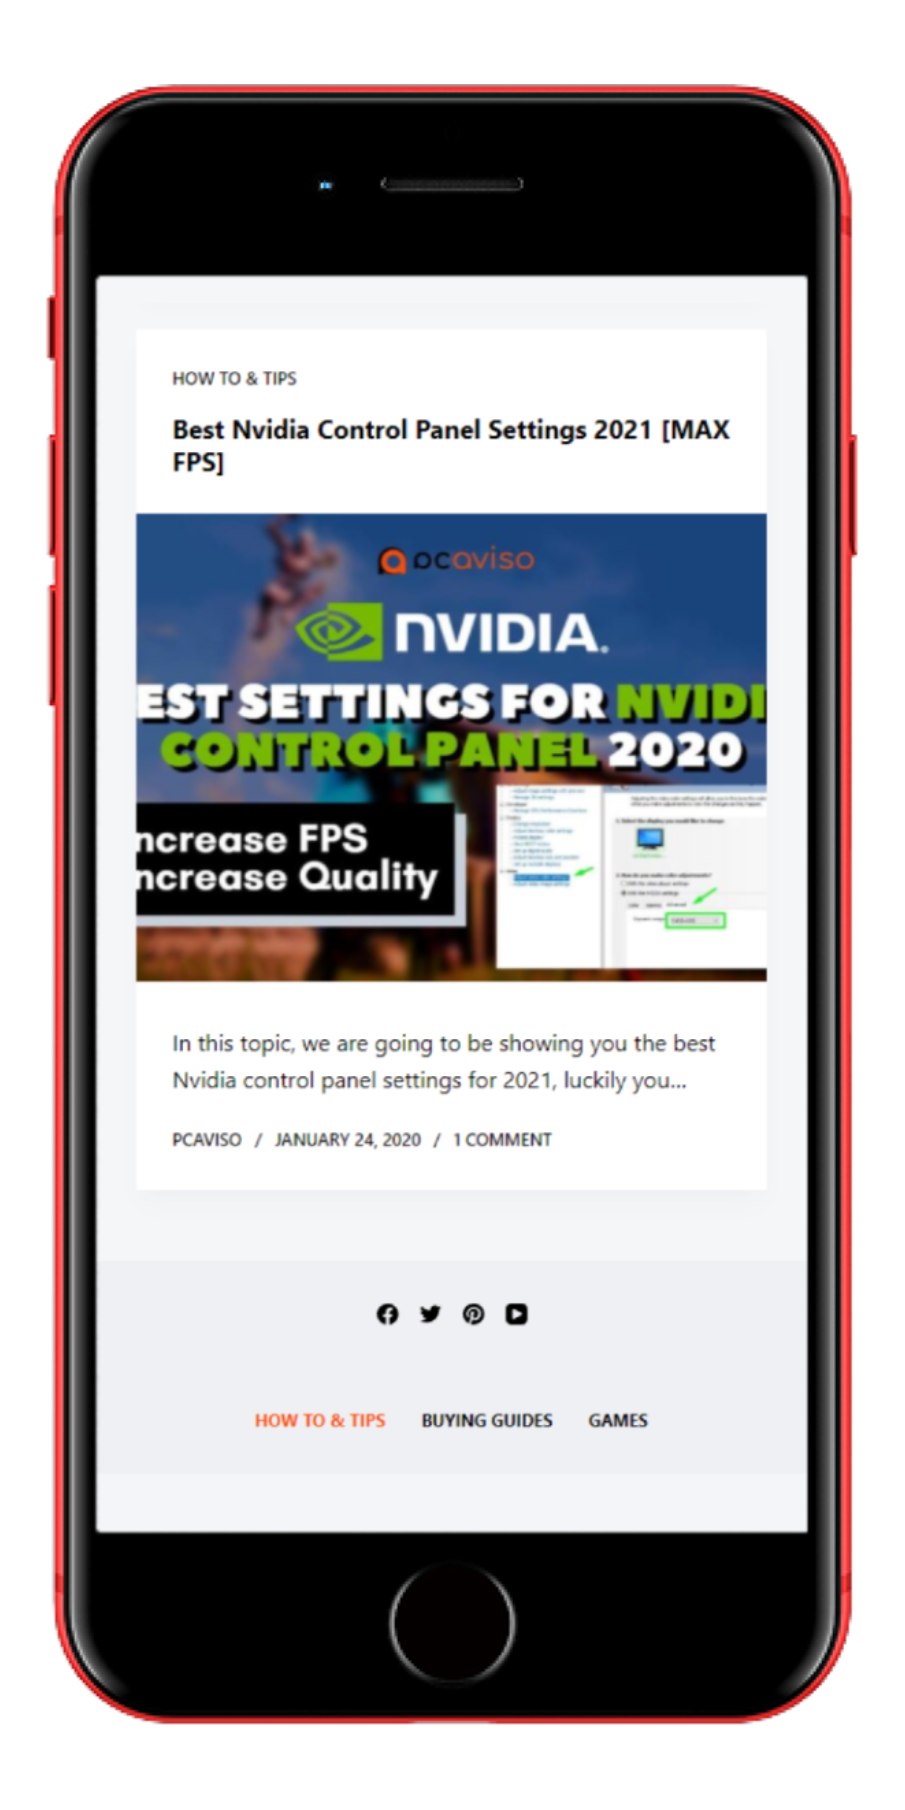 HOW TO & TIPS
Best Nvidia Control Panel Settings 2021 [MAX
FPS]
pcaviso
NVIDIA.
EST SETTINGS FOR NVIDI
CONTROL PANEL 2020
ncrease FPS
ncrease Quality
In this topic, we are going to be showing you the best
Nvidia control panel settings for 2021, luckily you...
PCAVISO / JANUARY 24, 2020 / 1 COMMENT
HOW TO & TIPS BUYING GUIDES GAMES